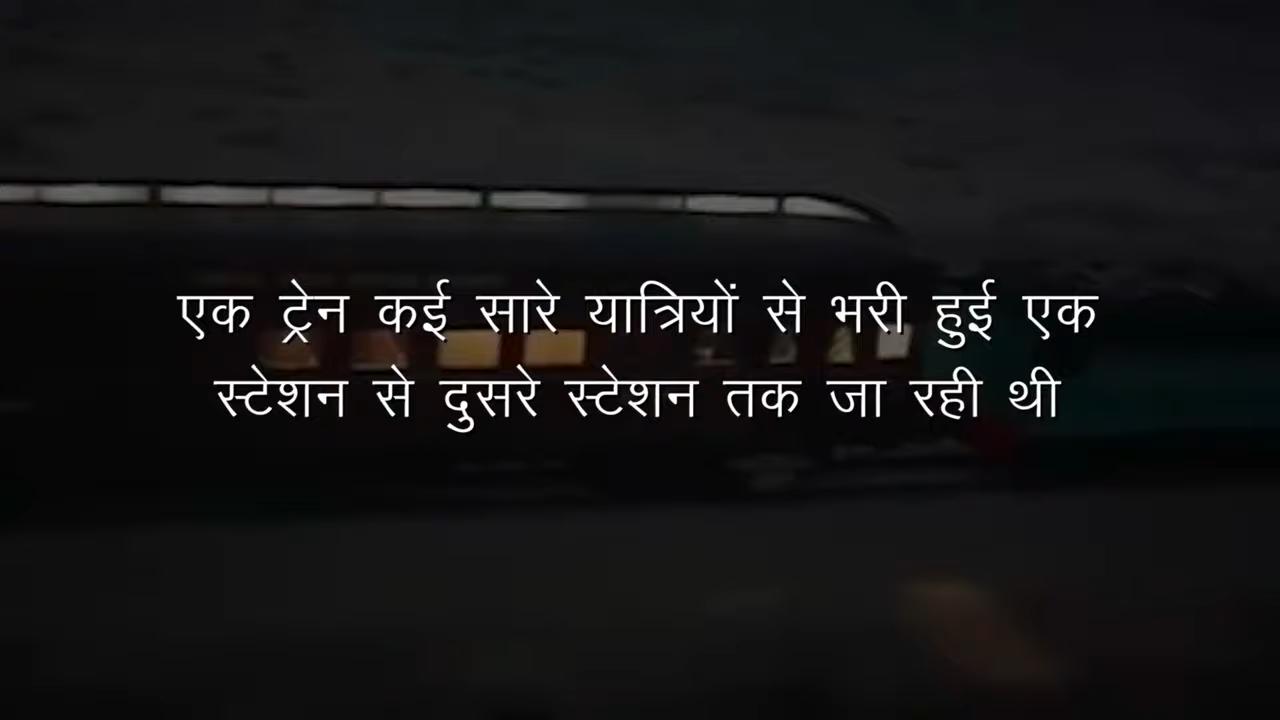 एक ट्रेन कई सारे यात्रियों से भरी हुई एक
स्टेशन से दुसरे स्टेशन तक जा रही थी